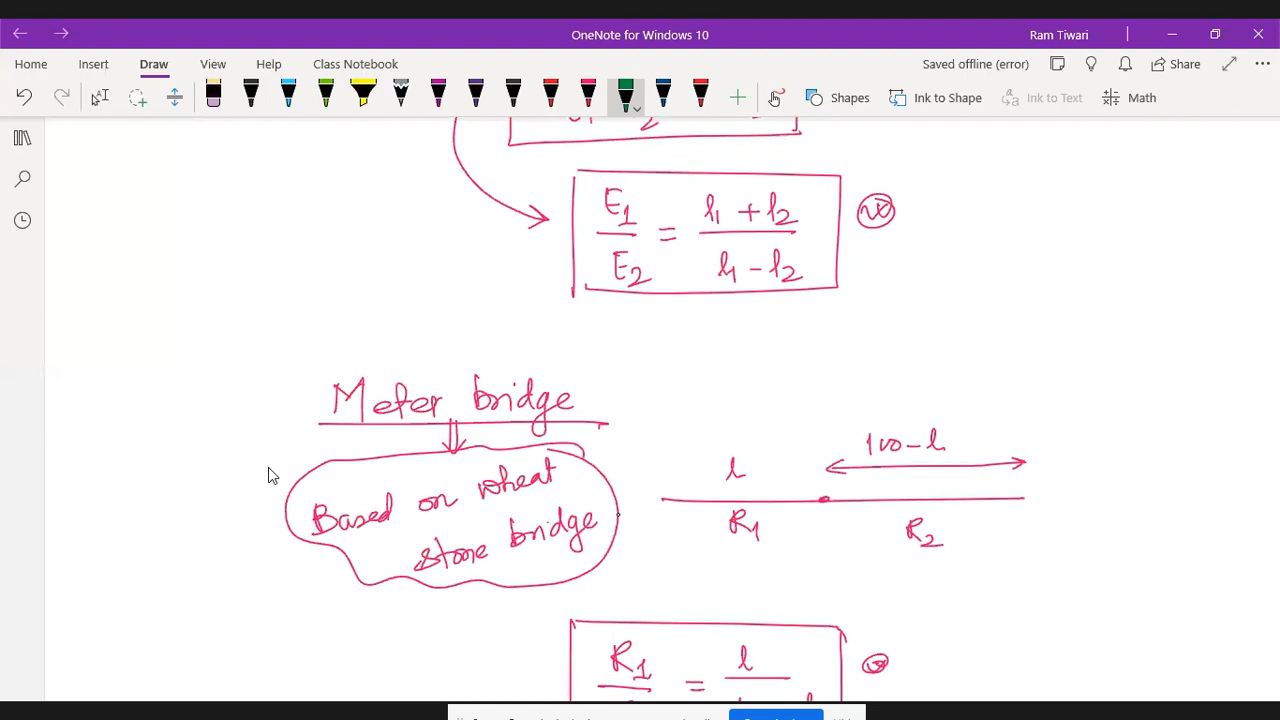 OneNote for Windows 10
Ram Tiwari
Home Insert Draw View Help Class Notebook
Saved offline (error) Share
Shapes Ink to Shape Ink to Text Math
E1 / E2 = l1 + l2 / l1 - l2
Meter bridge
Based on wheat
stone bridge
l
100 - l
R1
R2
R1
= l